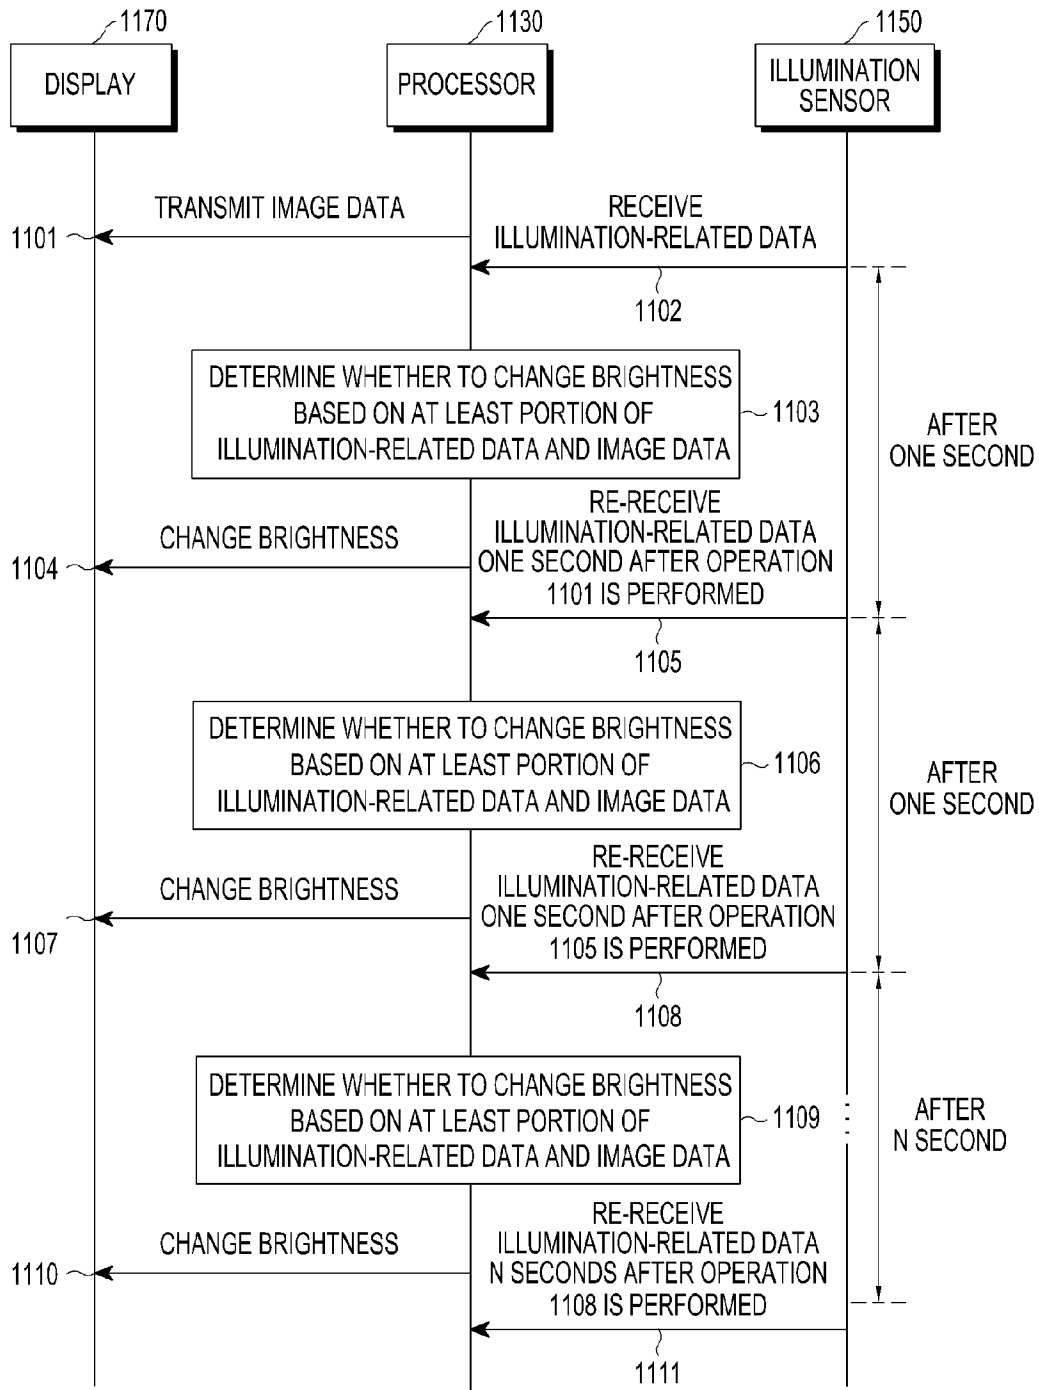 1170
1130
1150
DISPLAY
PROCESSOR
ILLUMINATION
SENSOR
TRANSMIT IMAGE DATA
1101
RECEIVE
ILLUMINATION-RELATED DATA
1102
DETERMINE WHETHER TO CHANGE BRIGHTNESS
BASED ON AT LEAST PORTION OF
ILLUMINATION-RELATED DATA AND IMAGE DATA
1103
AFTER
ONE SECOND
CHANGE BRIGHTNESS
1104
RE-RECEIVE
ILLUMINATION-RELATED DATA
ONE SECOND AFTER OPERATION
1101 IS PERFORMED
1105
DETERMINE WHETHER TO CHANGE BRIGHTNESS
BASED ON AT LEAST PORTION OF
ILLUMINATION-RELATED DATA AND IMAGE DATA
1106
AFTER
ONE SECOND
CHANGE BRIGHTNESS
1107
RE-RECEIVE
ILLUMINATION-RELATED DATA
ONE SECOND AFTER OPERATION
1105 IS PERFORMED
1108
DETERMINE WHETHER TO CHANGE BRIGHTNESS
BASED ON AT LEAST PORTION OF
ILLUMINATION-RELATED DATA AND IMAGE DATA
1109
AFTER
N SECOND
CHANGE BRIGHTNESS
1110
RE-RECEIVE
ILLUMINATION-RELATED DATA
N SECONDS AFTER OPERATION
1108 IS PERFORMED
1111